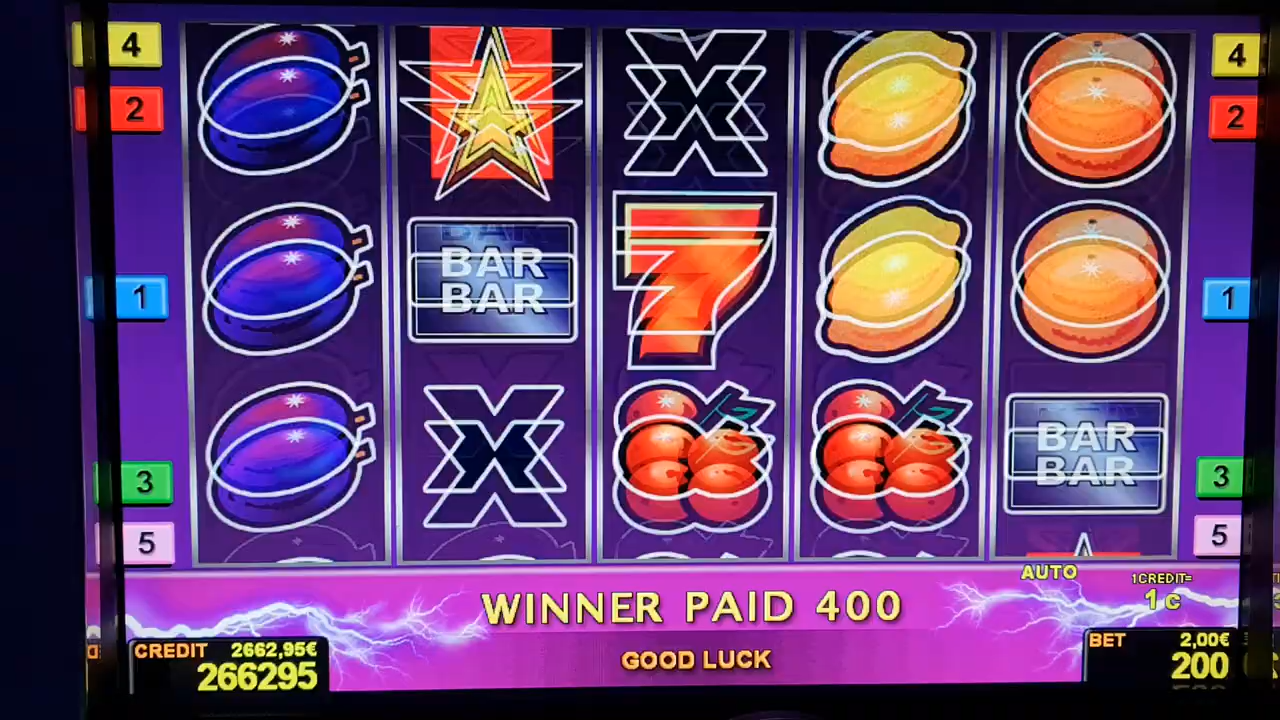 4
4
2
2
BAR
BAR
7
1
1
BAR
BAR
3
3
5
5
AUTO
1CREDIT=
1 c
WINNER PAID 400
CREDIT 2662,95€
266295
GOOD LUCK
BET 2,00€
200